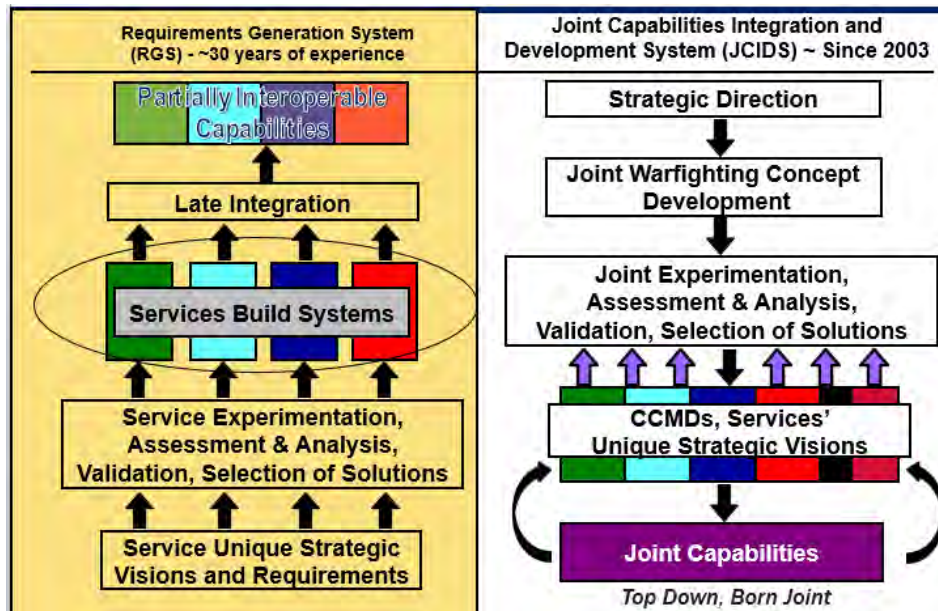 Requirements Generation System
(RGS) - ~30 years of experience
Partially Interoperable
Capabilities
Late Integration
Services Build Systems
Service Experimentation,
Assessment & Analysis,
Validation, Selection of Solutions
Service Unique Strategic
Visions and Requirements
Joint Capabilities Integration and
Development System (JCIDS) ~ Since 2003
Strategic Direction
Joint Warfighting Concept
Development
Joint Experimentation,
Assessment & Analysis,
Validation, Selection of Solutions
CCMDs, Services’
Unique Strategic Visions
Joint Capabilities
Top Down, Born Joint